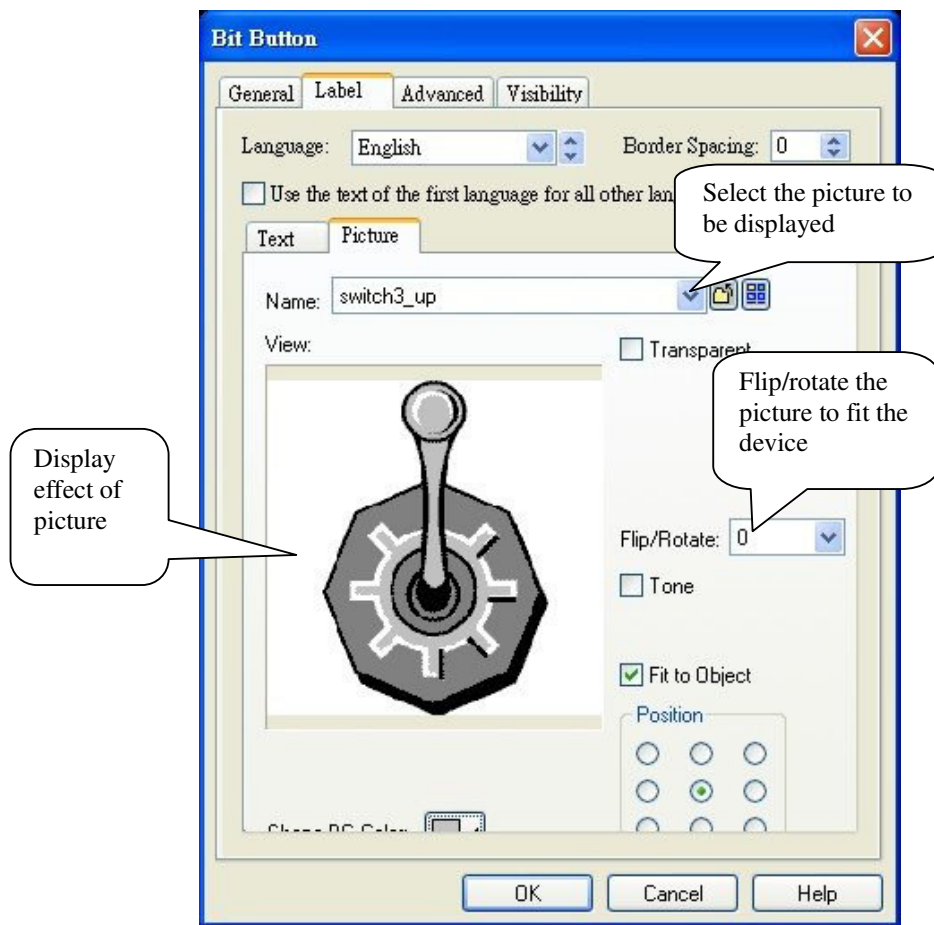 Bit Button
General Label Advanced Visibility
Language: English Border Spacing: 0
Use the text of the first language for all other lan
Select the picture to
be displayed
Text Picture
Name: switch3_up
View:
Transparent
Flip/rotate the
picture to fit the
device
Display
effect of
picture
Flip/Rotate: 0
Tone
Fit to Object
Position
OK Cancel Help